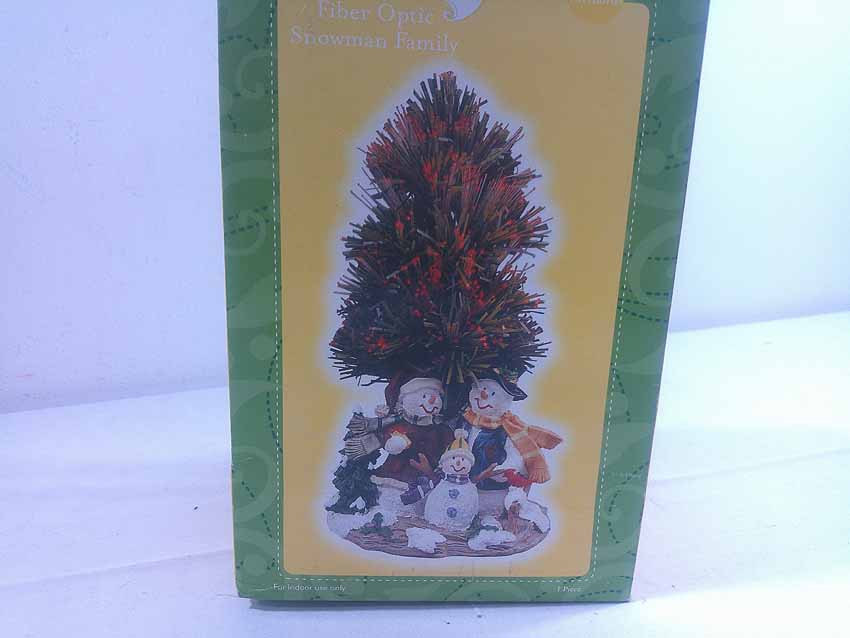 Fiber Optic
Snowman Family
For Indoor use only
1 Piece